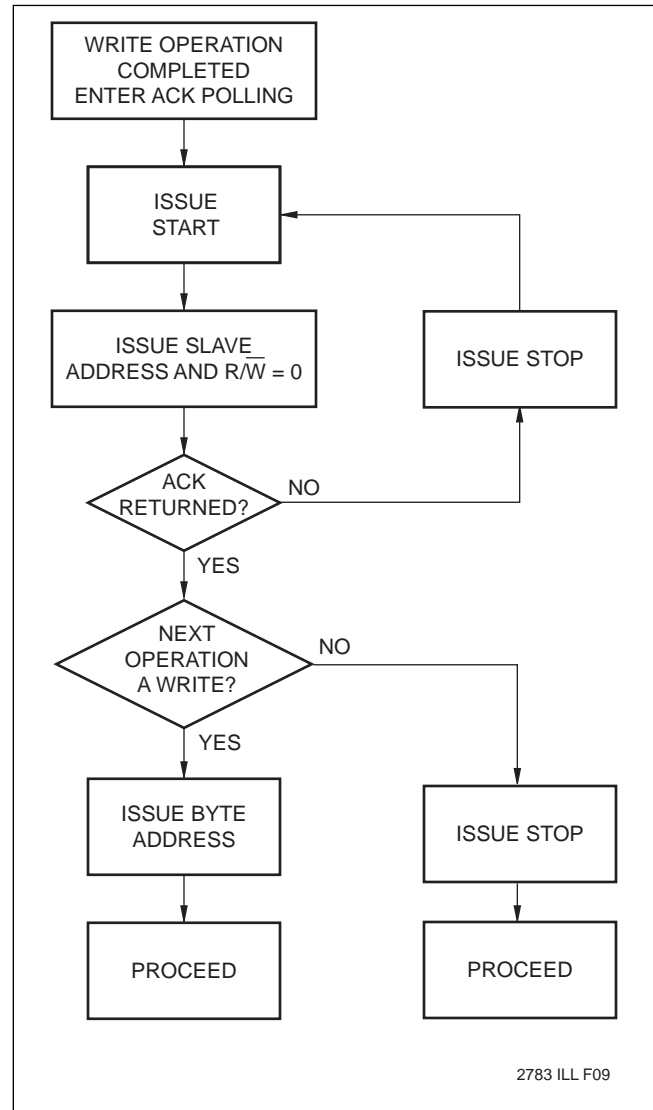 WRITE OPERATION
COMPLETED
ENTER ACK POLLING
ISSUE
START
ISSUE SLAVE
ADDRESS AND R/W̅ = 0
ISSUE STOP
ACK
RETURNED?
NO
YES
NEXT
OPERATION
A WRITE?
NO
YES
ISSUE BYTE
ADDRESS
ISSUE STOP
PROCEED
PROCEED
2783 ILL F09